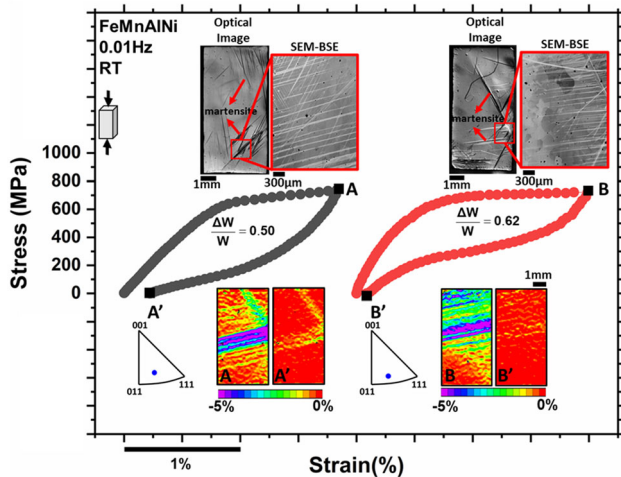 FeMnAlNi
0.01Hz
RT
Optical
Image
SEM-BSE
martensite
1mm
300μm
Optical
Image
SEM-BSE
martensite
1mm
300μm
1000
800
600
400
200
0
Stress (MPa)
A
ΔW
W
= 0.50
A′
B
ΔW
W
= 0.62
B′
1mm
001
011
111
A
A′
-5%
0%
001
011
111
B
B′
-5%
0%
1%
Strain(%)